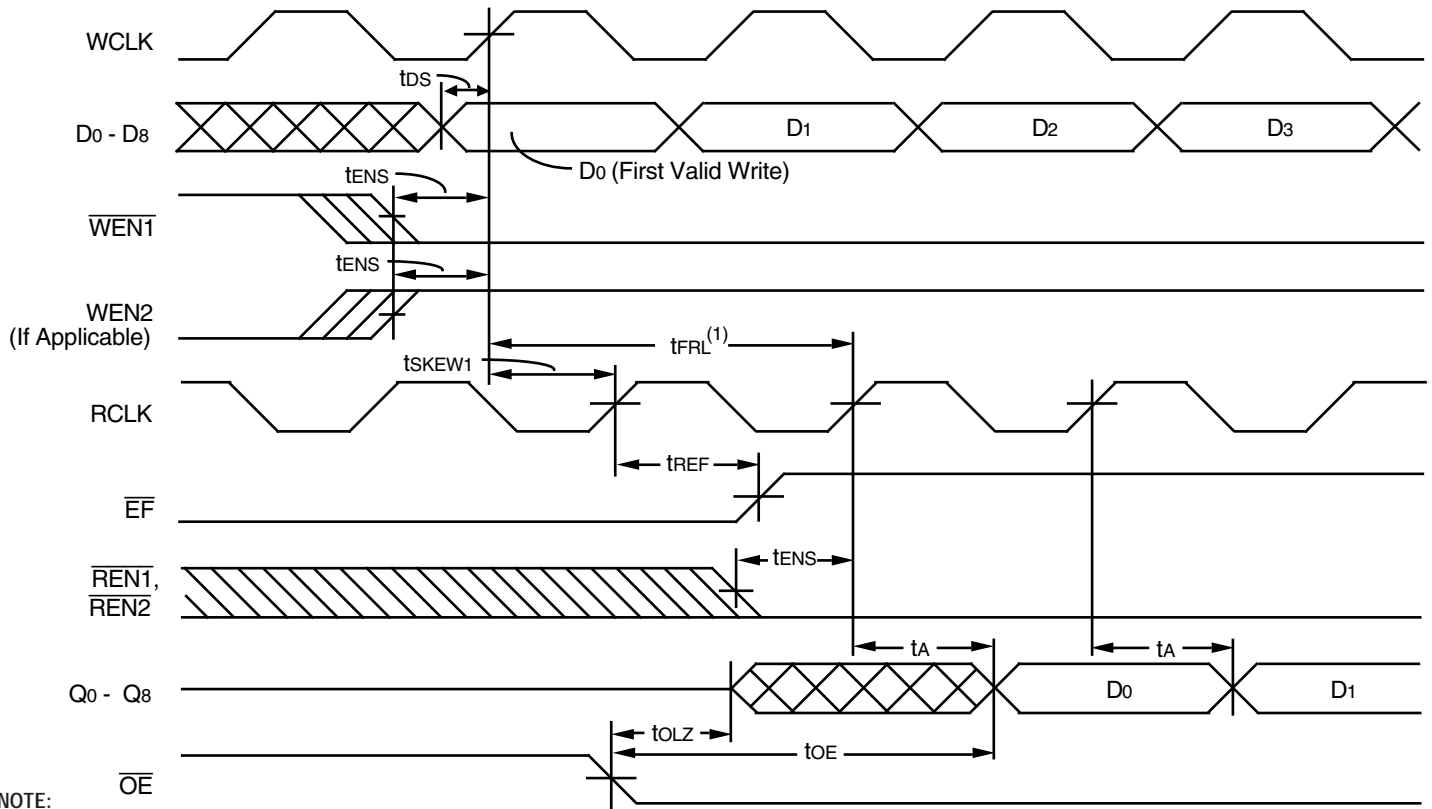 WCLK
tDS
D0 - D8
D1
D2
D3
D0 (First Valid Write)
tENS
WEN1
tENS
WEN2
(If Applicable)
tFRL(1)
tSKEW1
RCLK
tREF
EF
tENS
REN1,
REN2
tA
tA
Q0 - Q8
D0
D1
tOLZ
tOE
OE
NOTE: